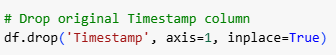 # Drop original Timestamp column
df.drop('Timestamp', axis=1, inplace=True)